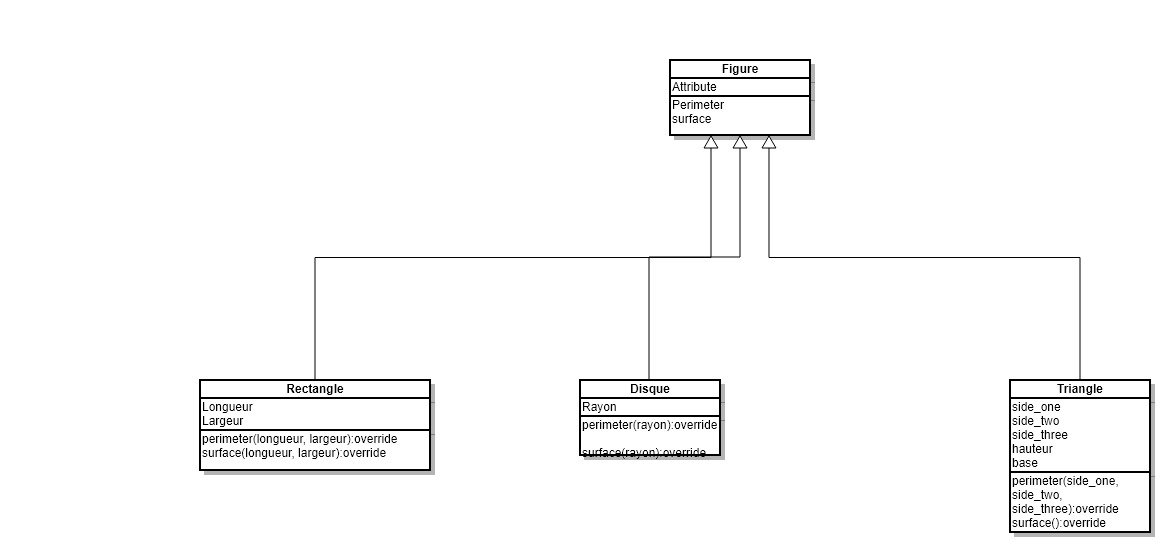 Figure
Attribute
Perimeter
surface
Rectangle
Longueur
Largeur
perimeter(longueur, largeur):override
surface(longueur, largeur):override
Disque
Rayon
perimeter(rayon):override
surface(rayon):override
Triangle
side_one
side_two
side_three
hauteur
base
perimeter(side_one,
side_two,
side_three):override
surface():override